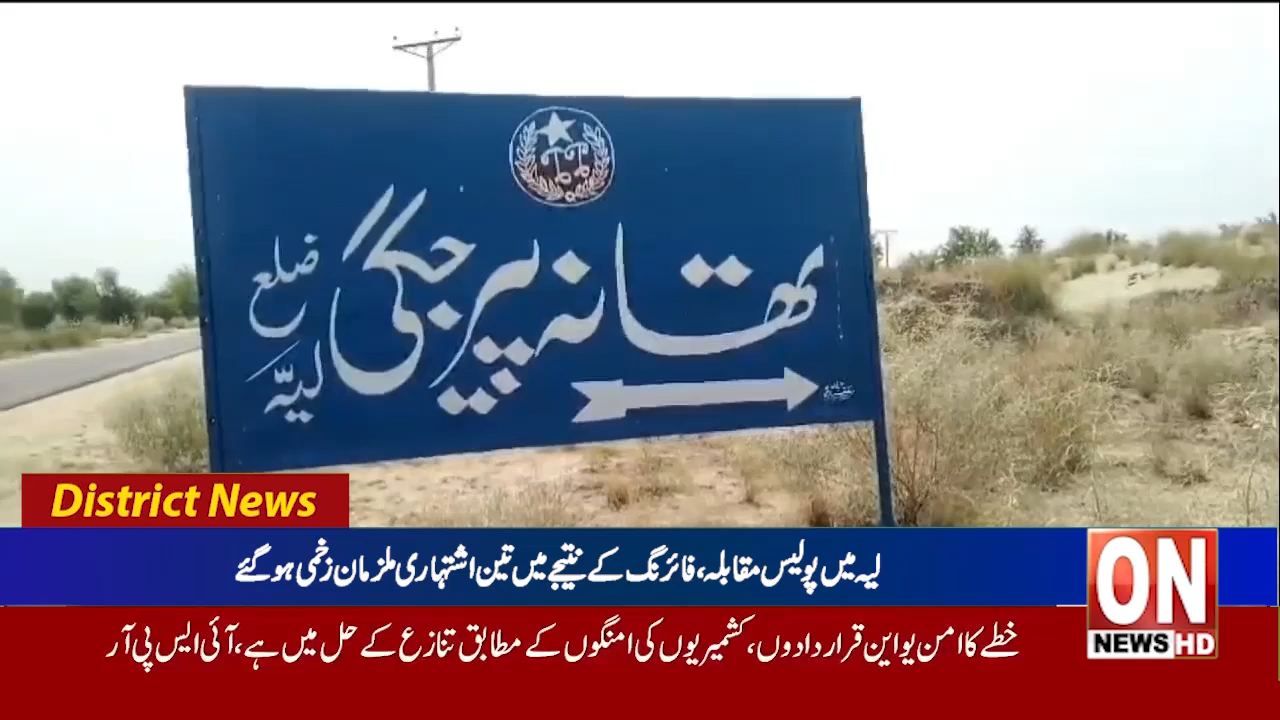 تھانہ پیر جگی
ضلع
لیہ
District News
لیہ میں پولیس مقابلہ، فائرنگ کے نتیجے میں تین اشتہاری ملزمان زخمی ہو گئے
خطے کا امن یو این قراردادوں، کشمیریوں کی امنگوں کے مطابق تنازع کے حل میں ہے، آئی ایس پی آر
ON
NEWS HD